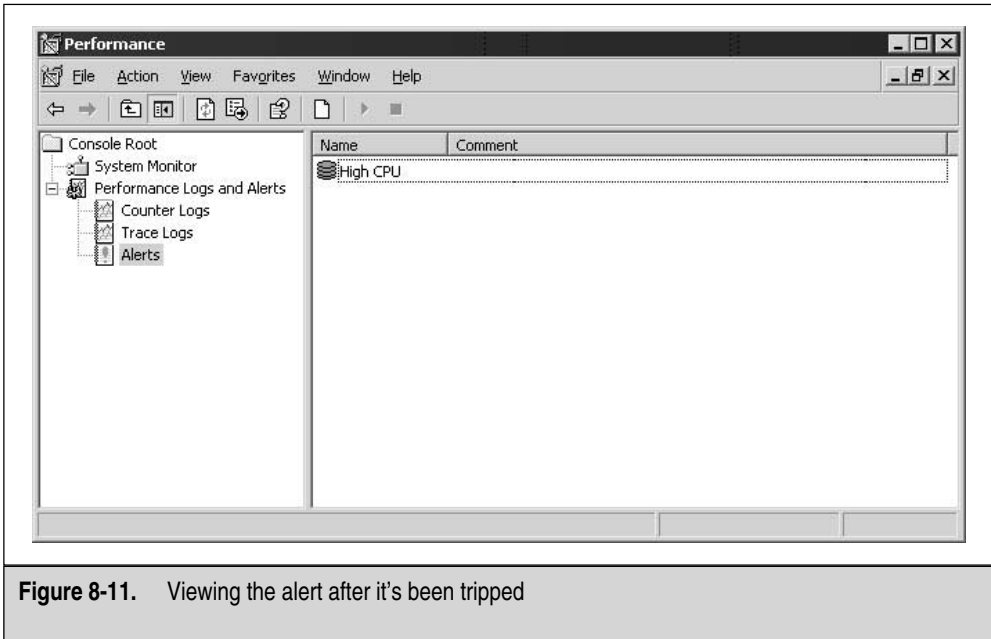 Performance
File Action View Favorites Window Help
Console Root
System Monitor
Performance Logs and Alerts
Counter Logs
Trace Logs
Alerts
Name Comment
High CPU
Figure 8-11. Viewing the alert after it's been tripped